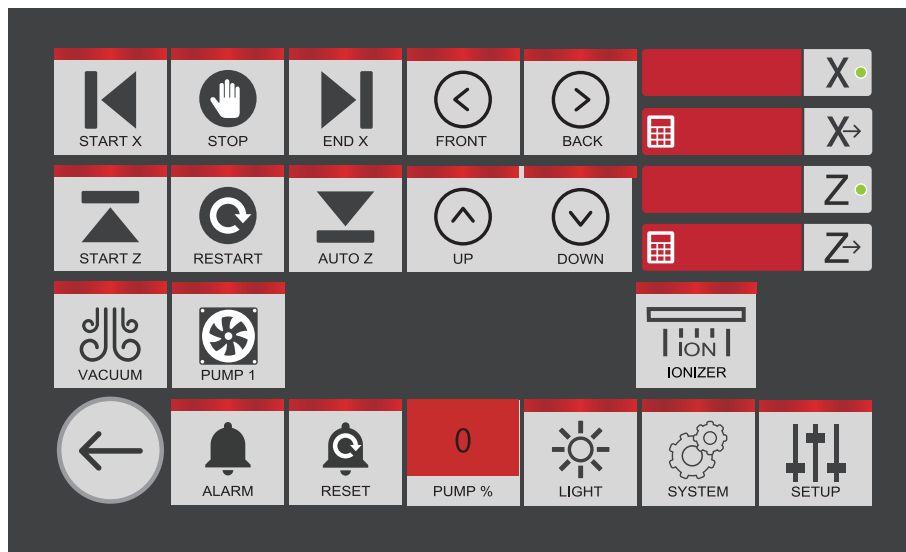 START X
STOP
END X
FRONT
BACK
X
X→
START Z
RESTART
AUTO Z
UP
DOWN
Z
Z→
VACUUM
PUMP 1
ION
IONIZER
ALARM
RESET
0
PUMP %
LIGHT
SYSTEM
SETUP